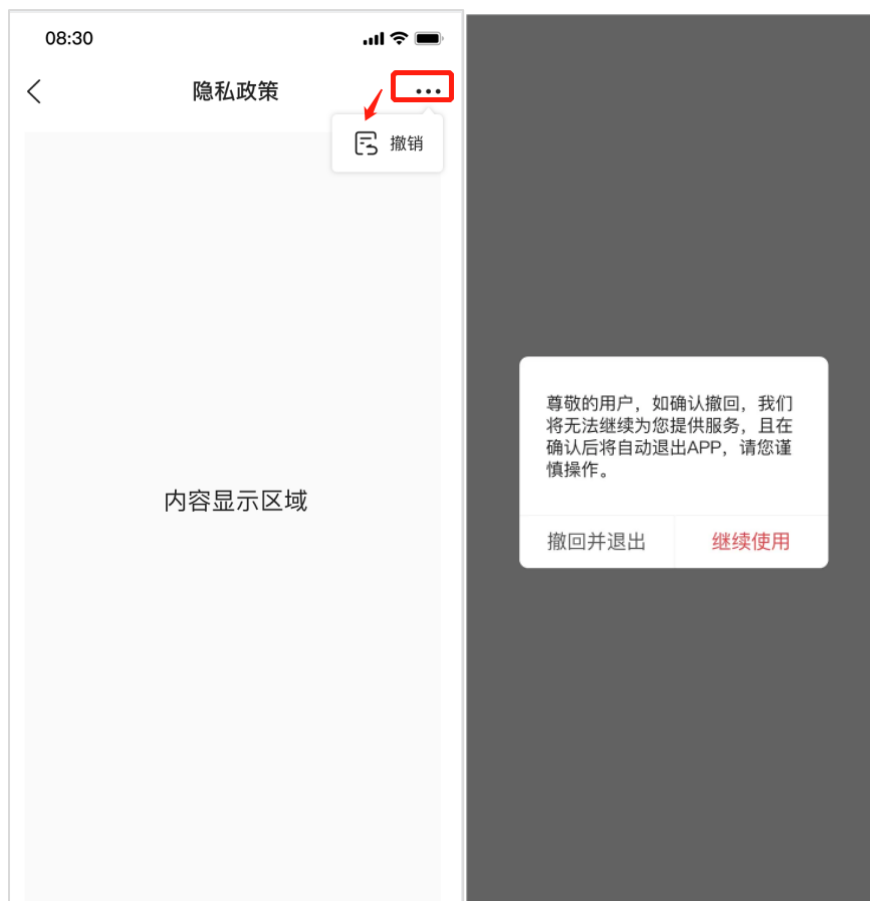 08:30
隐私政策
撤销
内容显示区域
尊敬的用户，如确认撤回，我们
将无法继续为您提供服务，且在
确认后将自动退出APP，请您谨
慎操作。
撤回并退出
继续使用